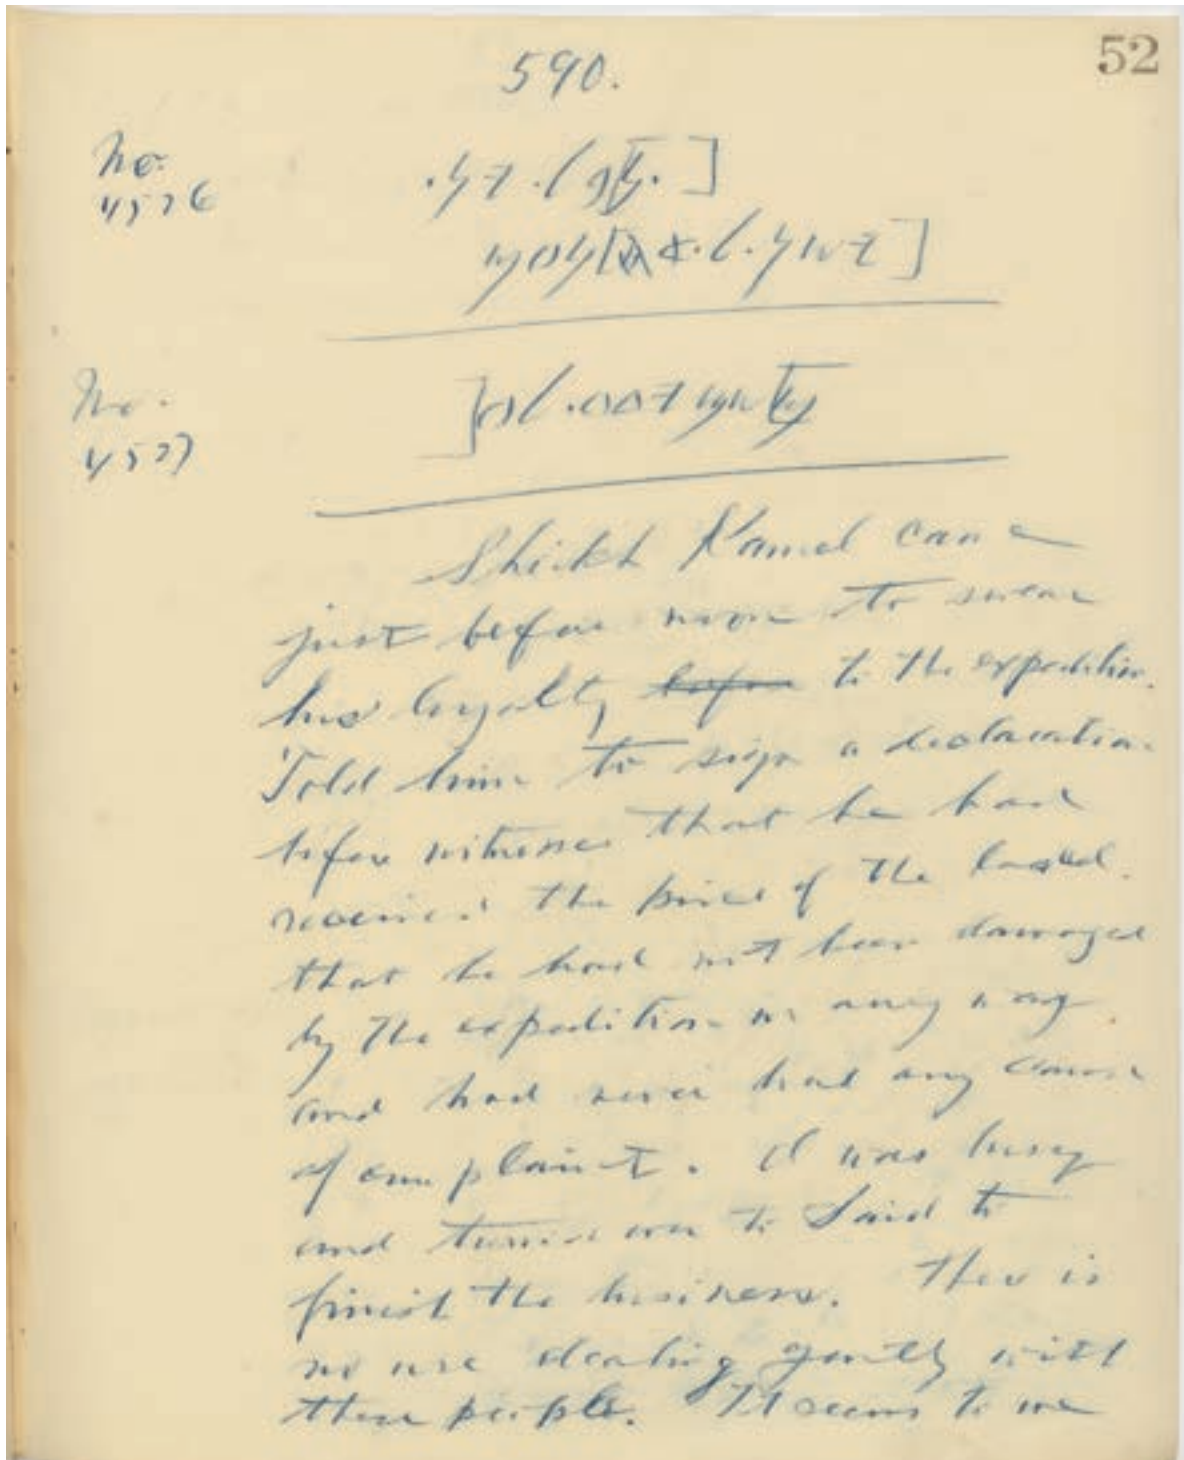 52
590.
No.
4526
No.
4527
Sheikh Kamel came
just before noon to swear
his loyalty to the expedition.
Told him to sign a declaration
before witnesses that he had
received the price of the land.
that he had not been damaged
by the expedition in any way
and had never had any cause
of complaint. I was busy
and turned over to Said to
finish the business. There is
no use dealing gently with
these people. It seems to me